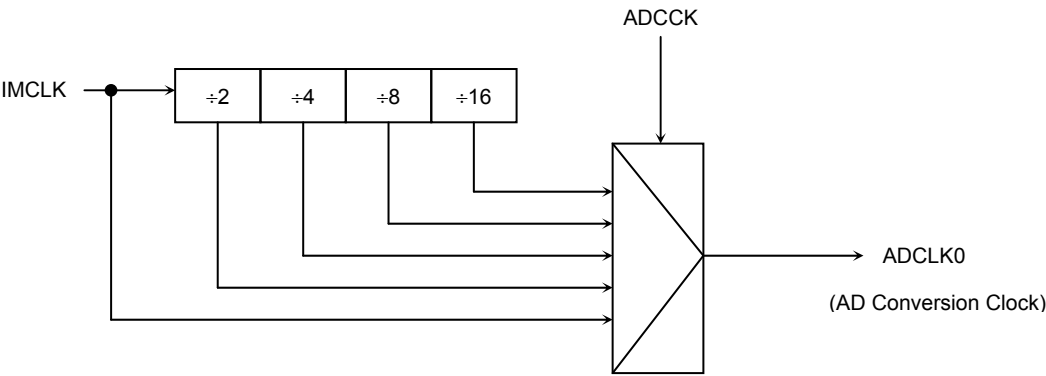 ADCCK
IMCLK
÷2 ÷4 ÷8 ÷16
ADCLK0
(AD Conversion Clock)